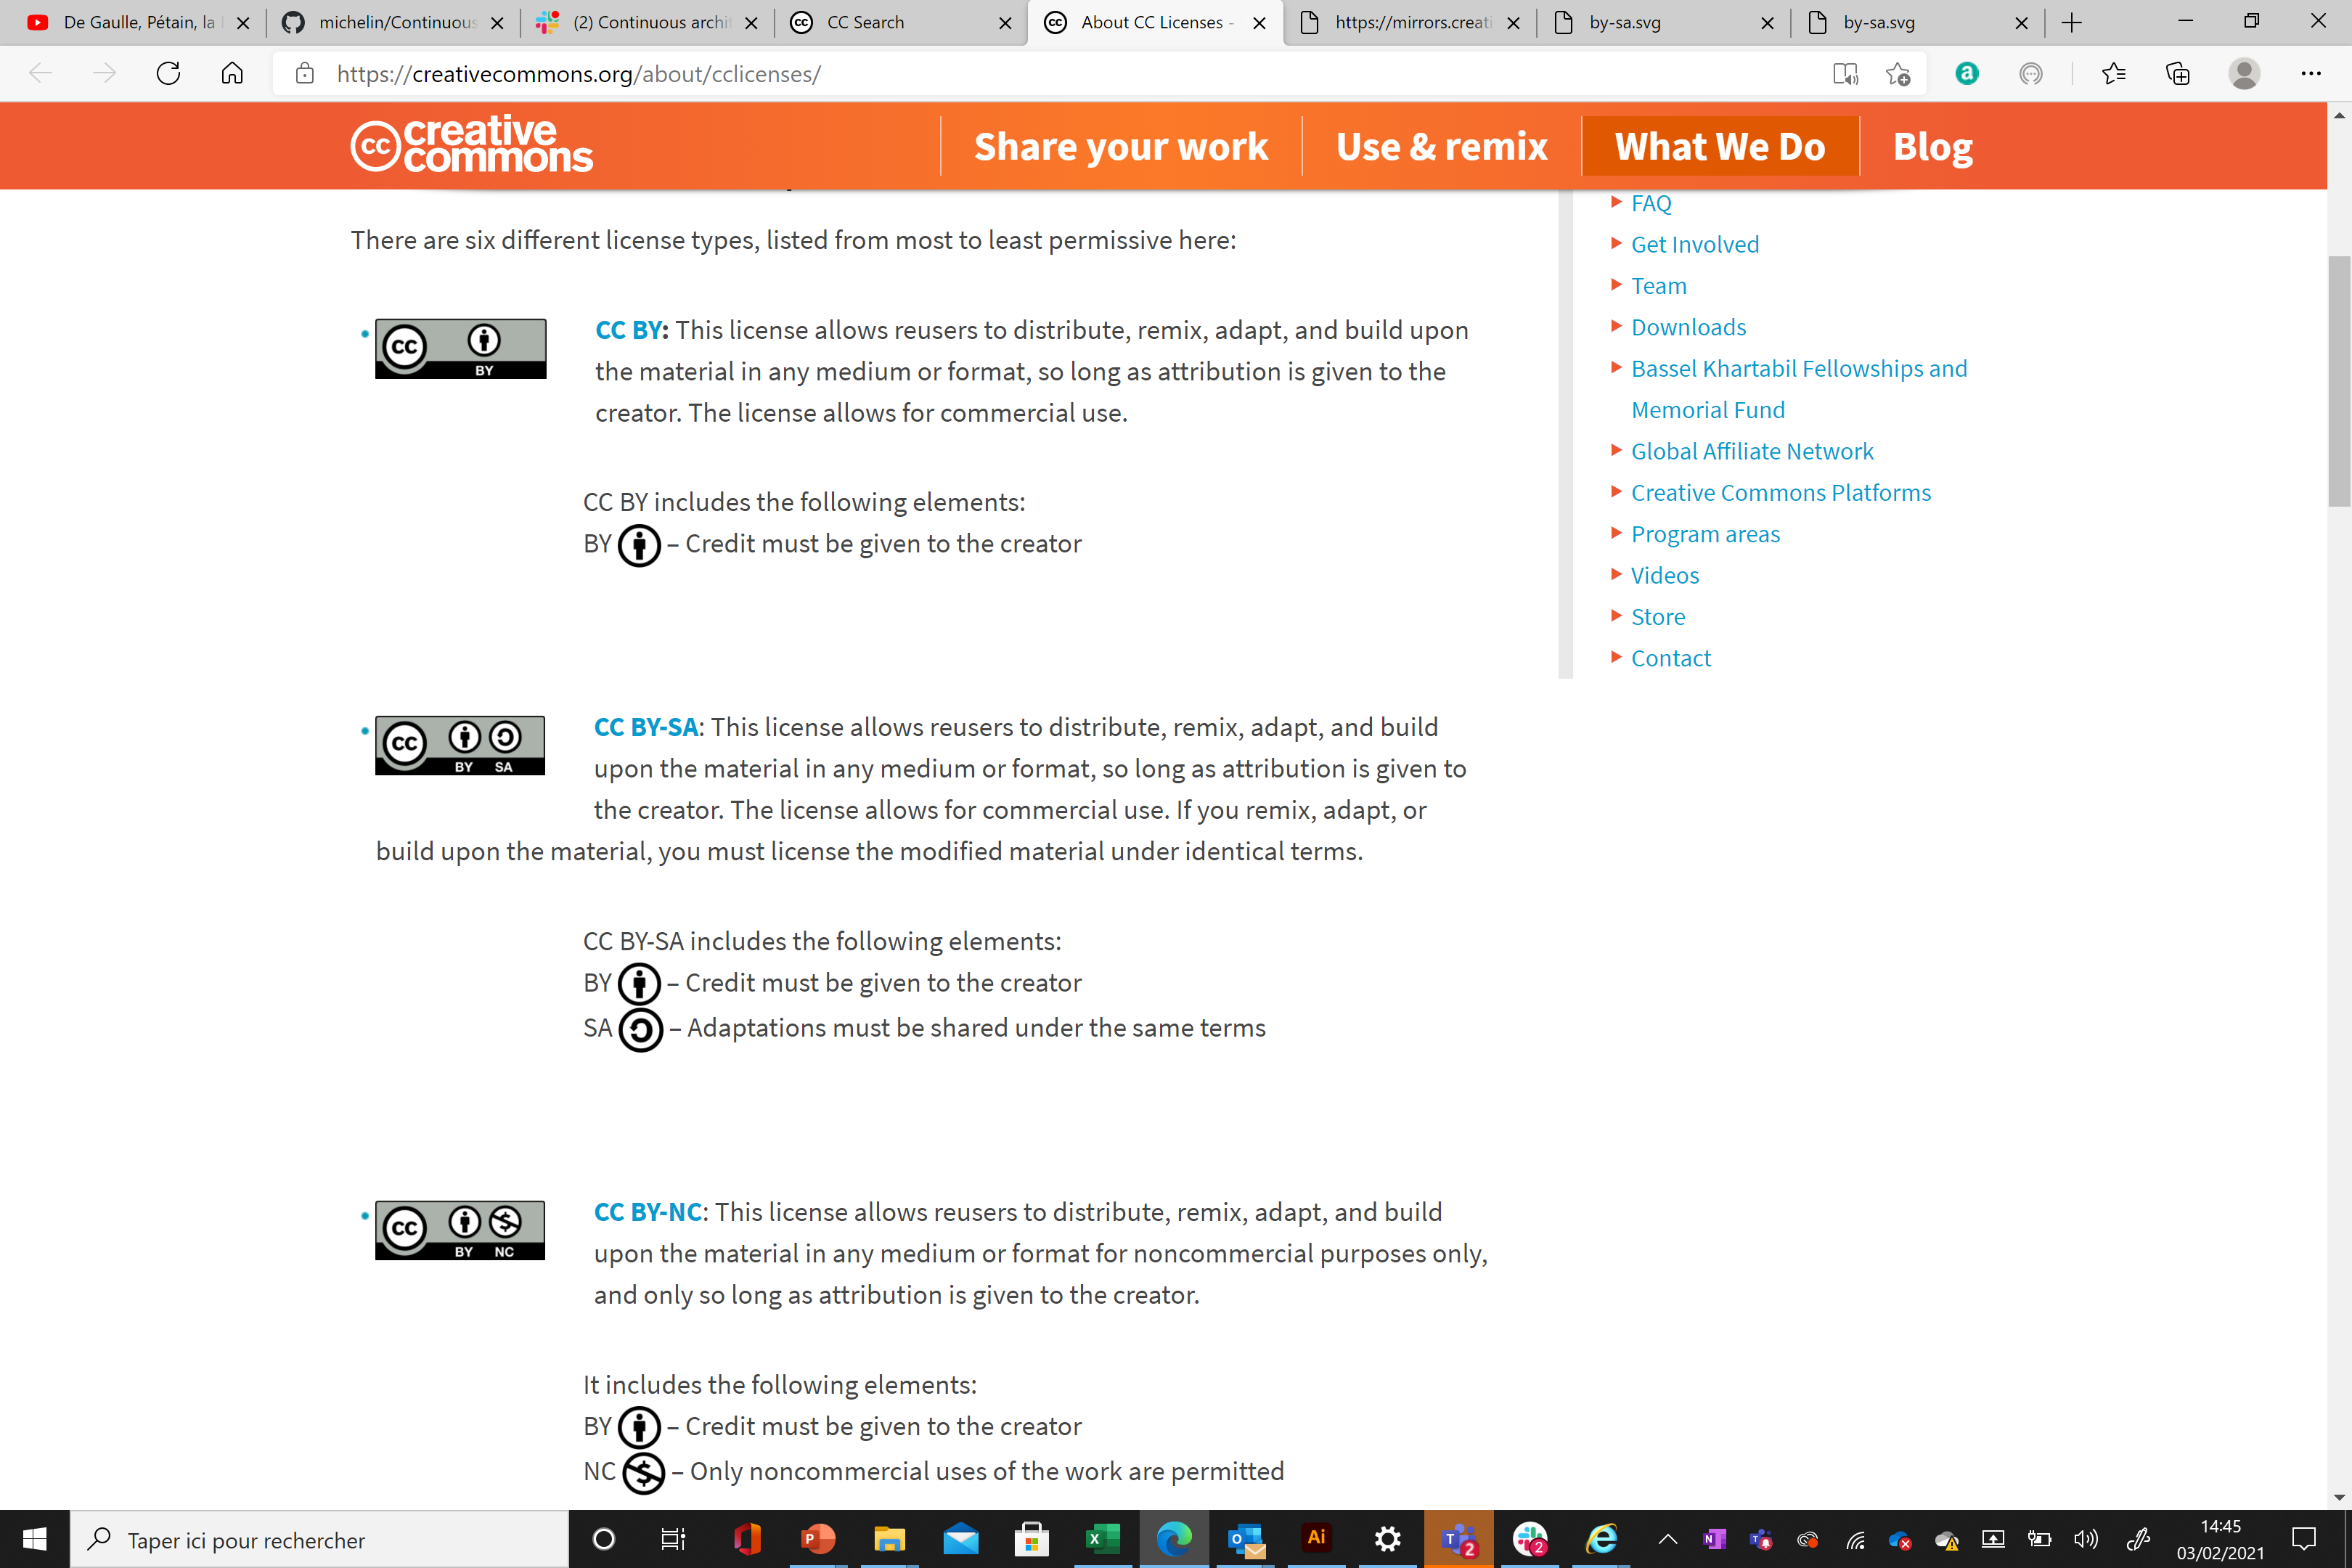 De Gaulle, Pétain, la
michelin/Continuous
(2) Continuous archit
CC Search
About CC Licenses -
https://mirrors.creati
by-sa.svg
by-sa.svg
https://creativecommons.org/about/cclicenses/
cc creative commons
Share your work
Use & remix
What We Do
Blog
There are six different license types, listed from most to least permissive here:
CC BY
CC BY: This license allows reusers to distribute, remix, adapt, and build upon
the material in any medium or format, so long as attribution is given to the
creator. The license allows for commercial use.
CC BY includes the following elements:
BY – Credit must be given to the creator
CC BY SA
CC BY-SA: This license allows reusers to distribute, remix, adapt, and build
upon the material in any medium or format, so long as attribution is given to
the creator. The license allows for commercial use. If you remix, adapt, or
build upon the material, you must license the modified material under identical terms.
CC BY-SA includes the following elements:
BY – Credit must be given to the creator
SA – Adaptations must be shared under the same terms
CC BY NC
CC BY-NC: This license allows reusers to distribute, remix, adapt, and build
upon the material in any medium or format for noncommercial purposes only,
and only so long as attribution is given to the creator.
It includes the following elements:
BY – Credit must be given to the creator
NC – Only noncommercial uses of the work are permitted
FAQ
Get Involved
Team
Downloads
Bassel Khartabil Fellowships and
Memorial Fund
Global Affiliate Network
Creative Commons Platforms
Program areas
Videos
Store
Contact
Taper ici pour rechercher
14:45
03/02/2021